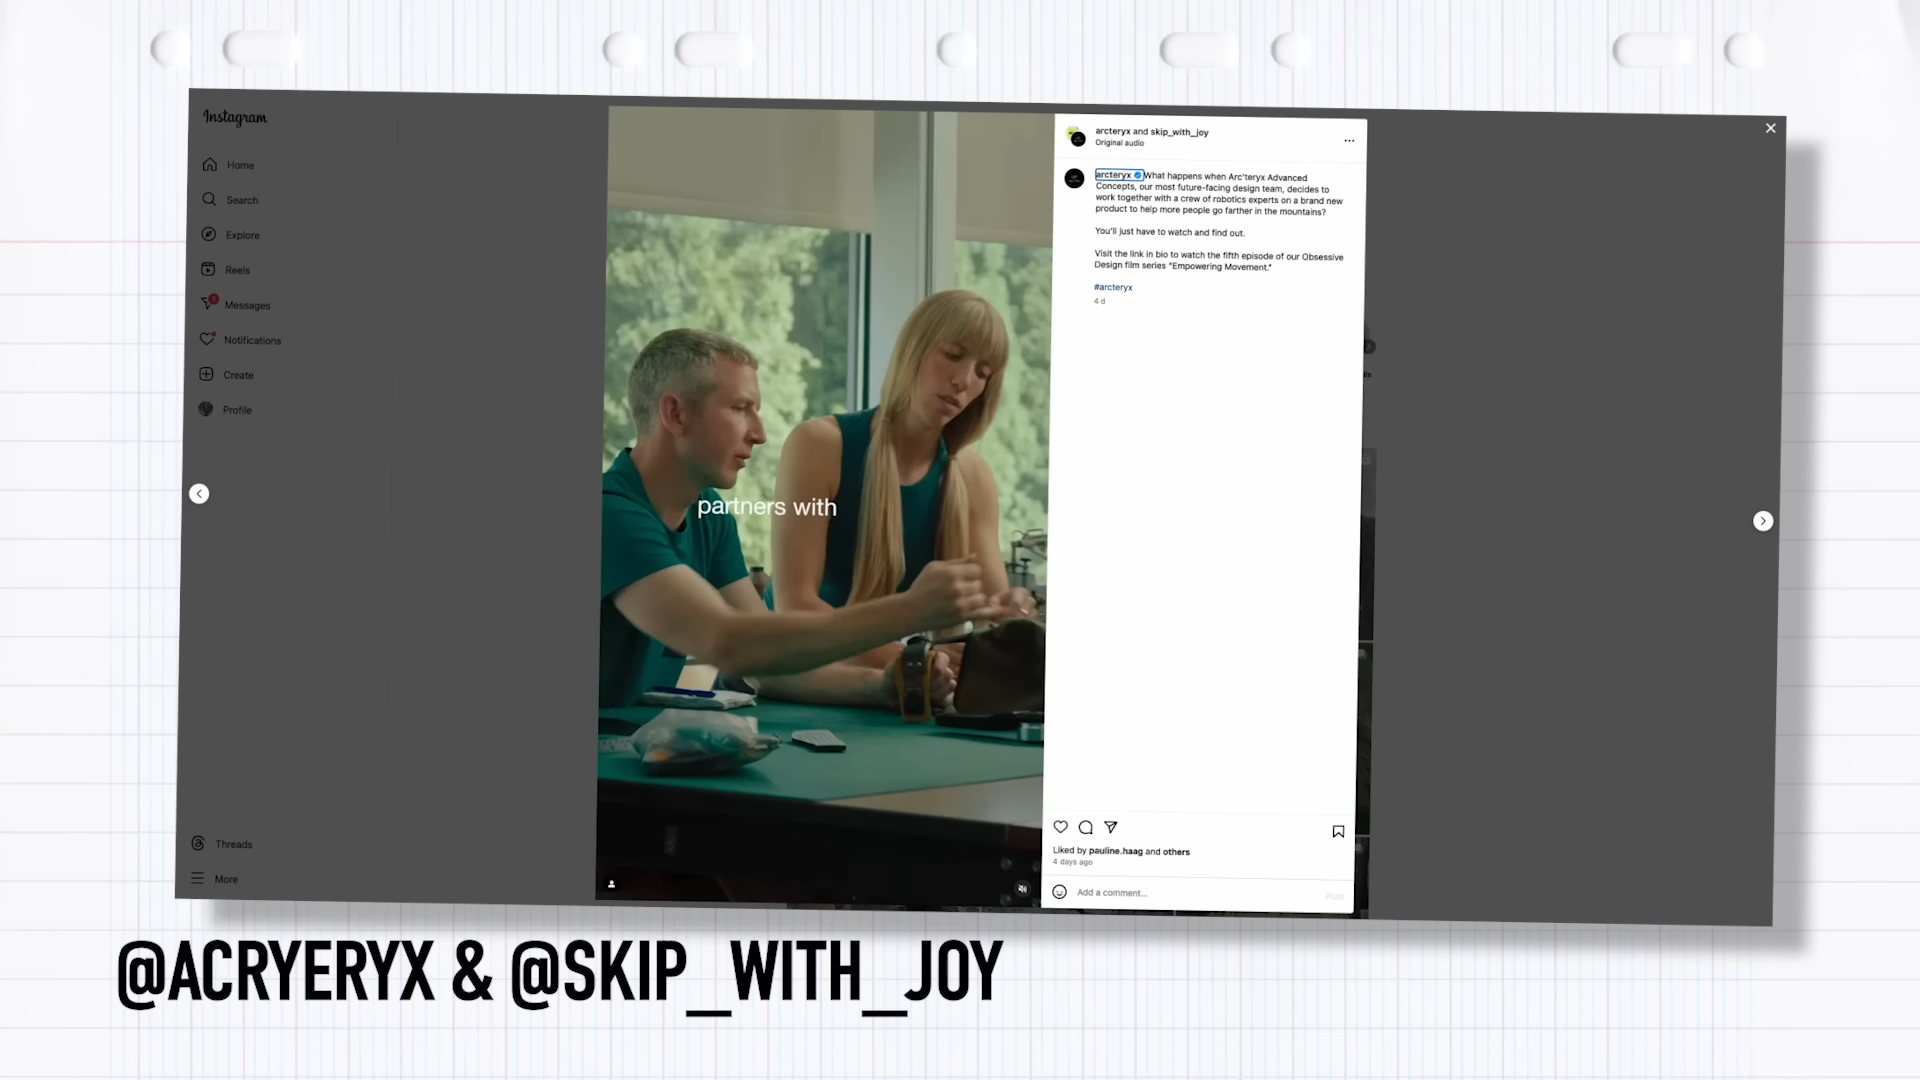 Instagram
Home
Search
Explore
Reels
1
Messages
Notifications
Create
Profile
Threads
More
partners with
arcteryx and skip_with_joy
Original audio
arcteryx What happens when Arc'teryx Advanced
Concepts, our most future-facing design team, decides to
work together with a crew of robotics experts on a brand new
product to help more people go farther in the mountains?
You'll just have to watch and find out.
Visit the link in bio to watch the fifth episode of our Obsessive
Design film series "Empowering Movement."
#arcteryx
4 d
Liked by pauline.haag and others
4 days ago
Add a comment...
Post
@ACRYERYX & @SKIP_WITH_JOY